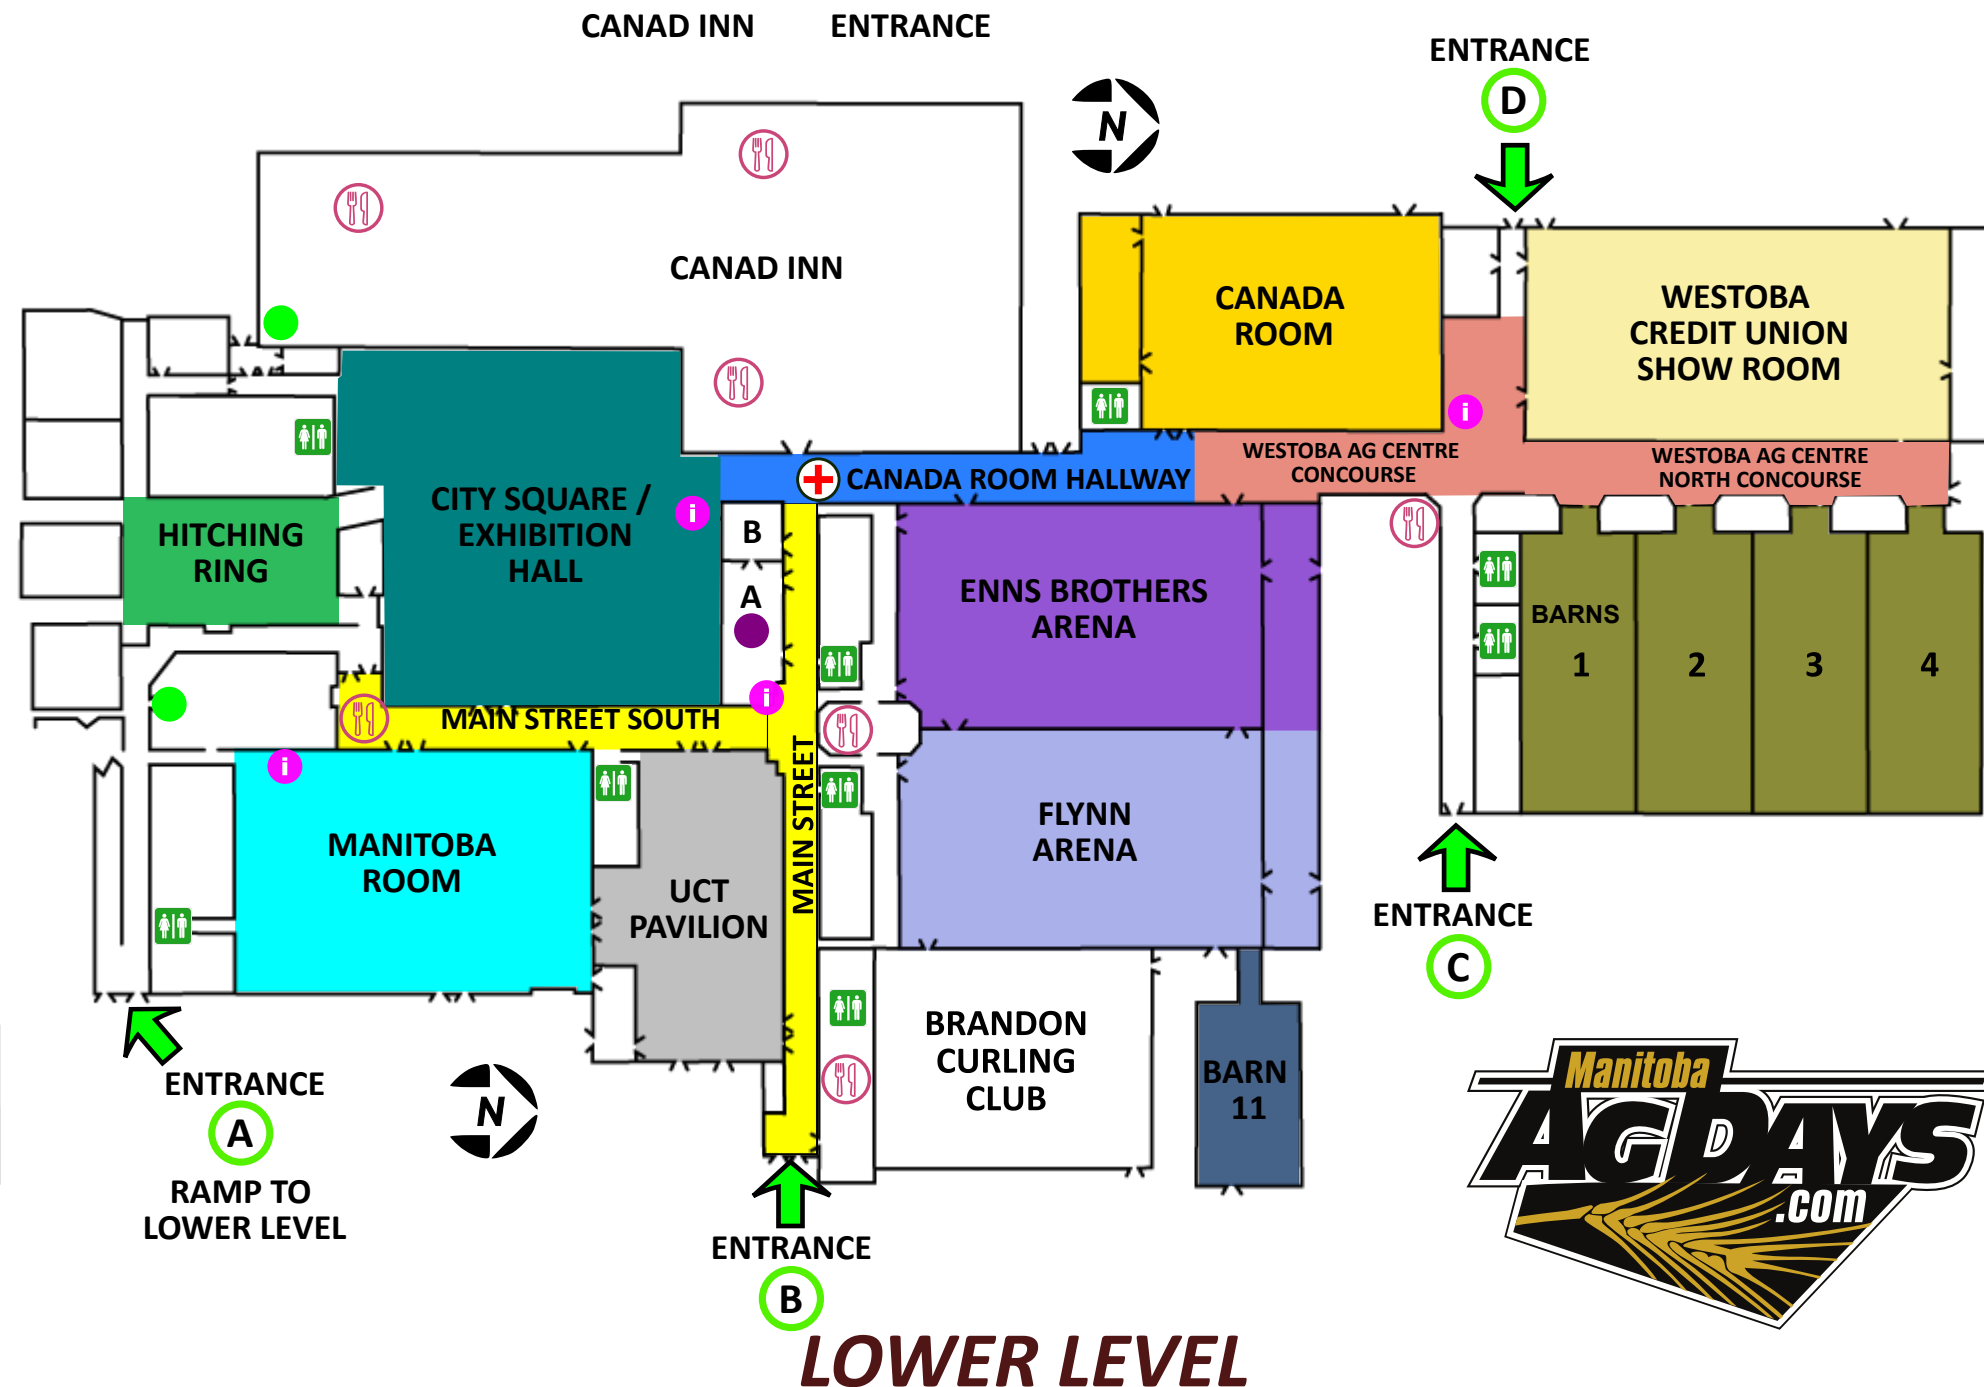 CANAD INN ENTRANCE
ENTRANCE
D
N
CANAD INN
CANADA
ROOM
WESTOBA
CREDIT UNION
SHOW ROOM
i
WESTOBA AG CENTRE
CONCOURSE
WESTOBA AG CENTRE
NORTH CONCOURSE
CANADA ROOM HALLWAY
CITY SQUARE /
EXHIBITION
HALL
i
B
A
HITCHING
RING
ENNS BROTHERS
ARENA
BARNS
1
2
3
4
i
MAIN STREET SOUTH
MAIN STREET
i
MANITOBA
ROOM
UCT
PAVILION
FLYNN
ARENA
ENTRANCE
C
BRANDON
CURLING
CLUB
BARN
11
N
ENTRANCE
A
RAMP TO
LOWER LEVEL
ENTRANCE
B
Manitoba
AG DAYS
.com
LOWER LEVEL